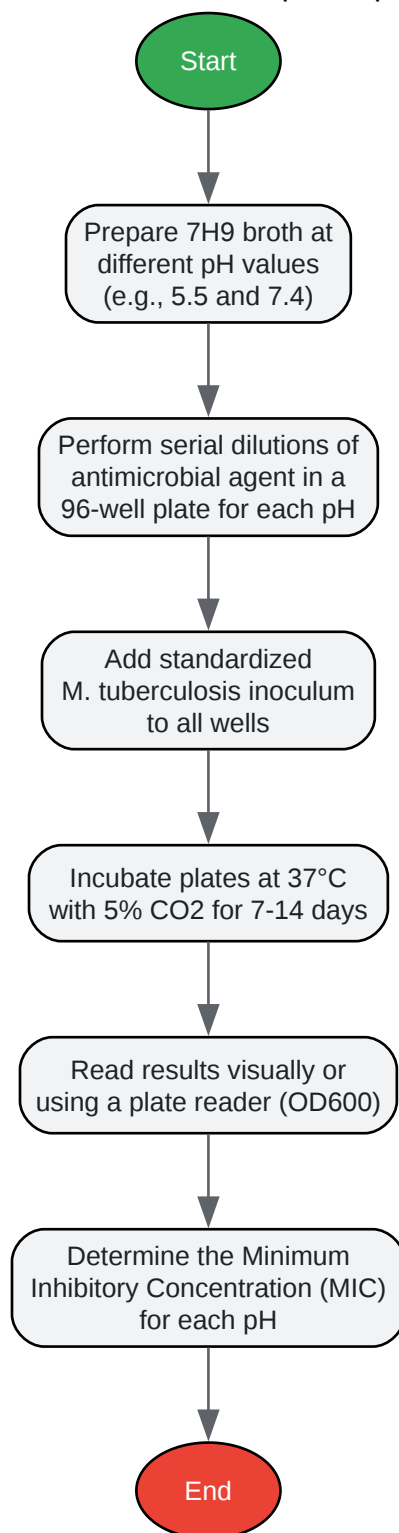 Start
Prepare 7H9 broth at
different pH values
(e.g., 5.5 and 7.4)
Perform serial dilutions of
antimicrobial agent in a
96-well plate for each pH
Add standardized
M. tuberculosis inoculum
to all wells
Incubate plates at 37°C
with 5% CO2 for 7-14 days
Read results visually or
using a plate reader (OD600)
Determine the Minimum
Inhibitory Concentration (MIC)
for each pH
End